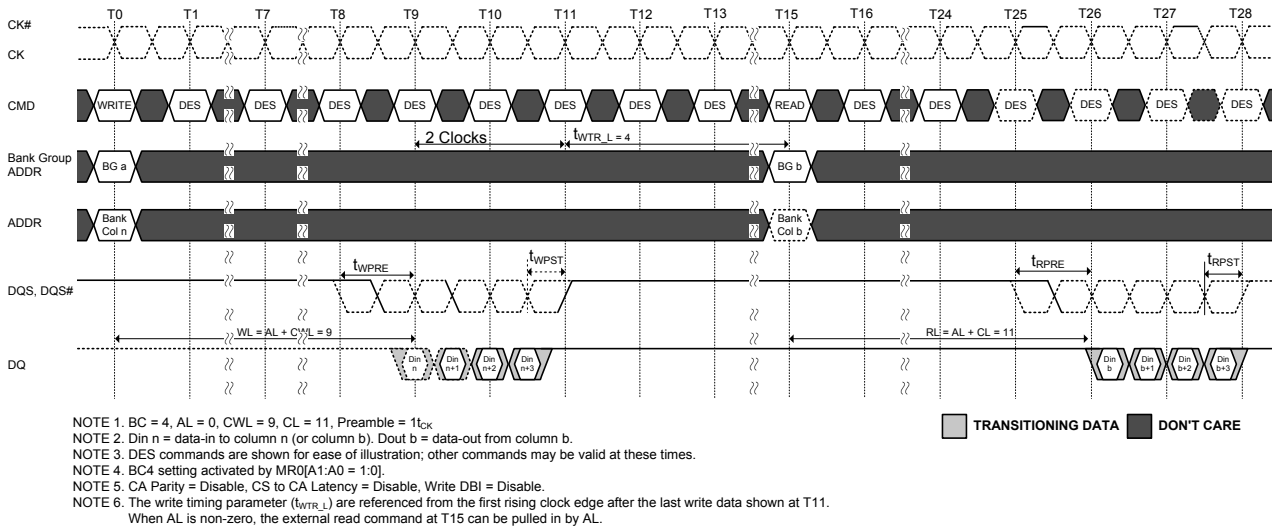 T0 T1 T7 T8 T9 T10 T11 T12 T13 T15 T16 T24 T25 T26 T27 T28
CK#
CK
CMD WRITE DES DES DES DES DES DES DES DES READ DES DES DES DES DES DES
2 Clocks tWTR_L = 4
Bank Group
ADDR
BG a BG b
ADDR
Bank
Col n
Bank
Col b
tWPRE tWPST tRPRE tRPST
DQS, DQS#
WL = AL + CWL = 9 RL = AL + CL = 11
DQ
Din
n
Din
n+1
Din
n+2
Din
n+3
Din
b
Din
b+1
Din
b+2
Din
b+3
NOTE 1. BC = 4, AL = 0, CWL = 9, CL = 11, Preamble = 1tCK
NOTE 2. Din n = data-in to column n (or column b). Dout b = data-out from column b.
NOTE 3. DES commands are shown for ease of illustration; other commands may be valid at these times.
NOTE 4. BC4 setting activated by MR0[A1:A0 = 1:0].
NOTE 5. CA Parity = Disable, CS to CA Latency = Disable, Write DBI = Disable.
NOTE 6. The write timing parameter (tWTR_L) are referenced from the first rising clock edge after the last write data shown at T11.
When AL is non-zero, the external read command at T15 can be pulled in by AL.
TRANSITIONING DATA DON'T CARE